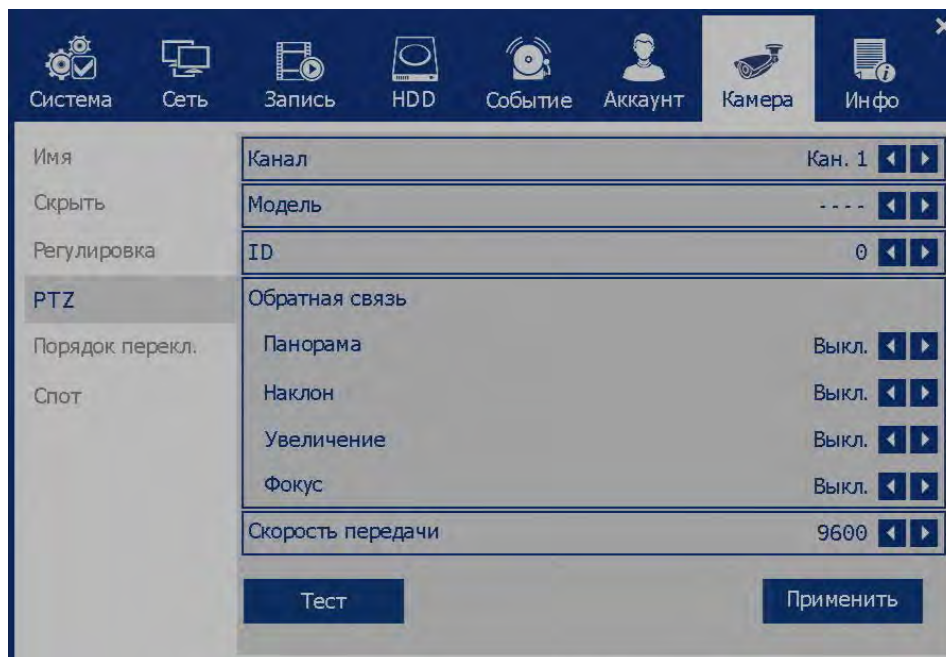 Система Сеть Запись HDD Событие Аккаунт Камера Инфо
Имя
Скрыть
Регулировка
PTZ
Порядок перекл.
Спот
Канал Кан. 1
Модель ----
ID 0
Обратная связь
Панорама Выкл.
Наклон Выкл.
Увеличение Выкл.
Фокус Выкл.
Скорость передачи 9600
Тест Применить